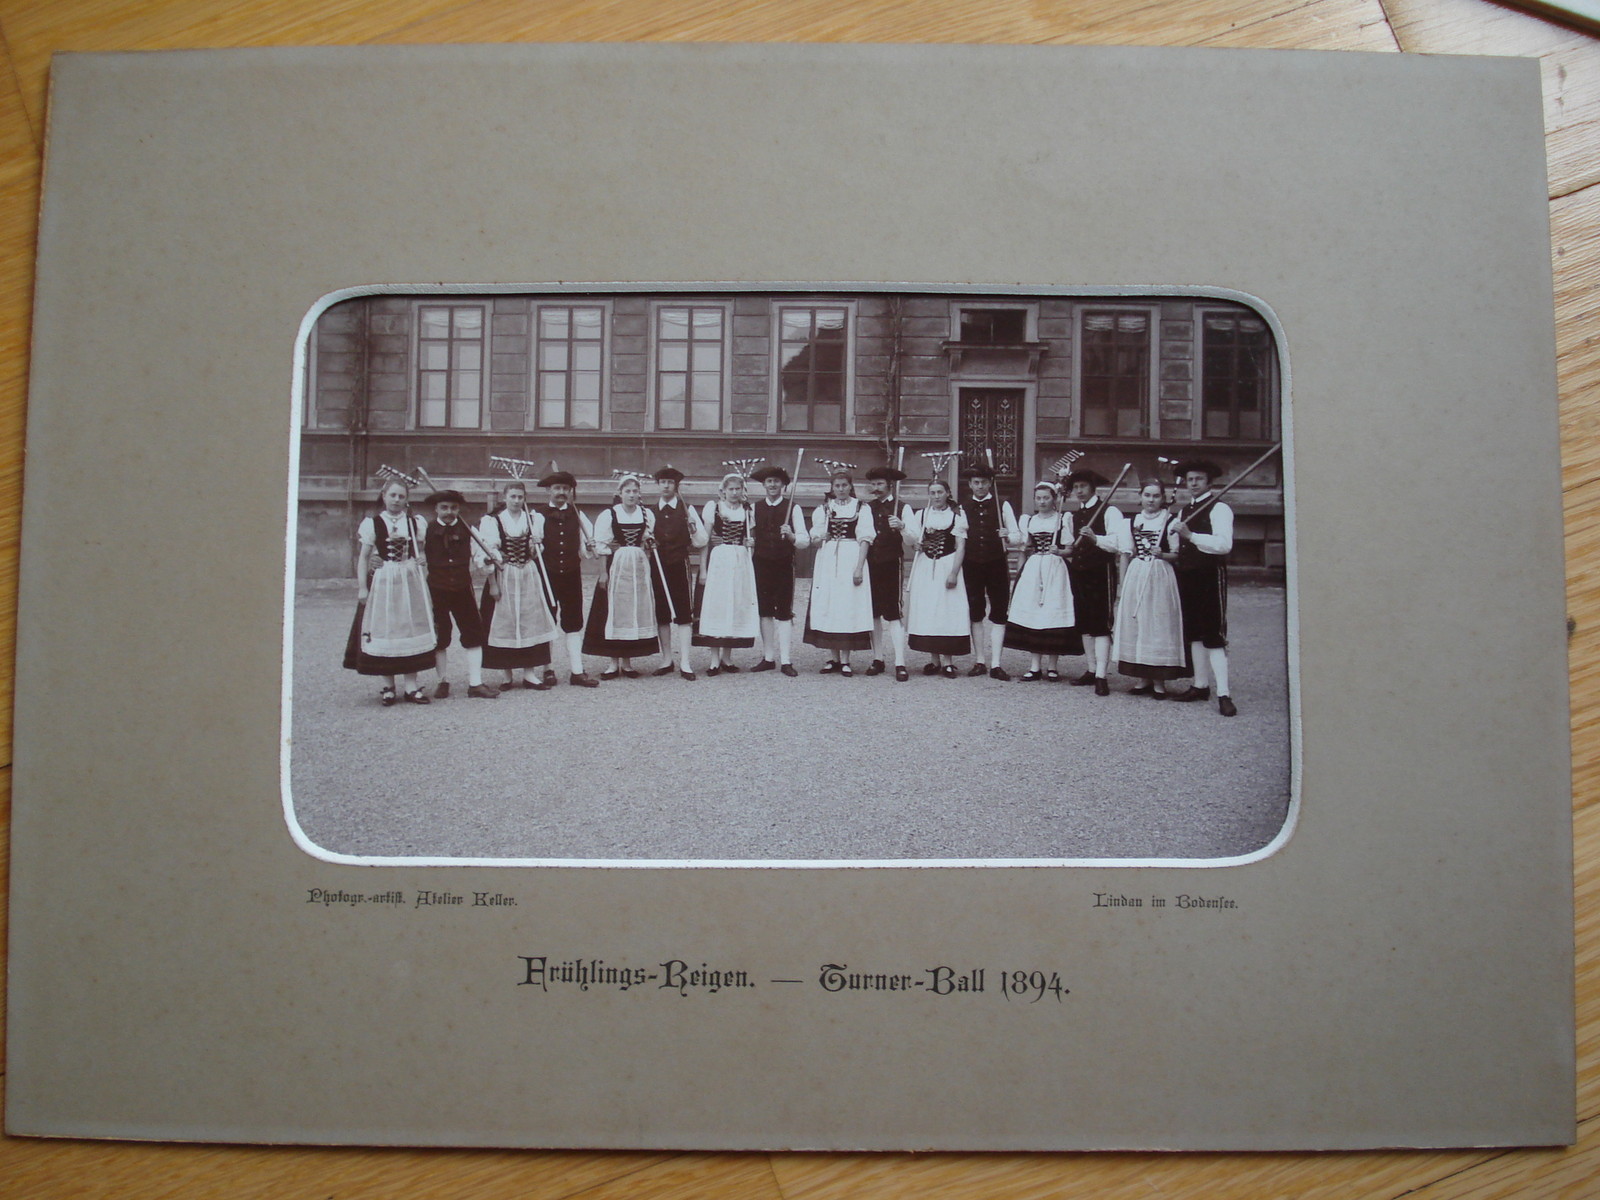 Photogr.-artist. Atelier Keller.
Lindau im Bodensee.
Frühlings-Reigen. — Turner-Ball 1894.